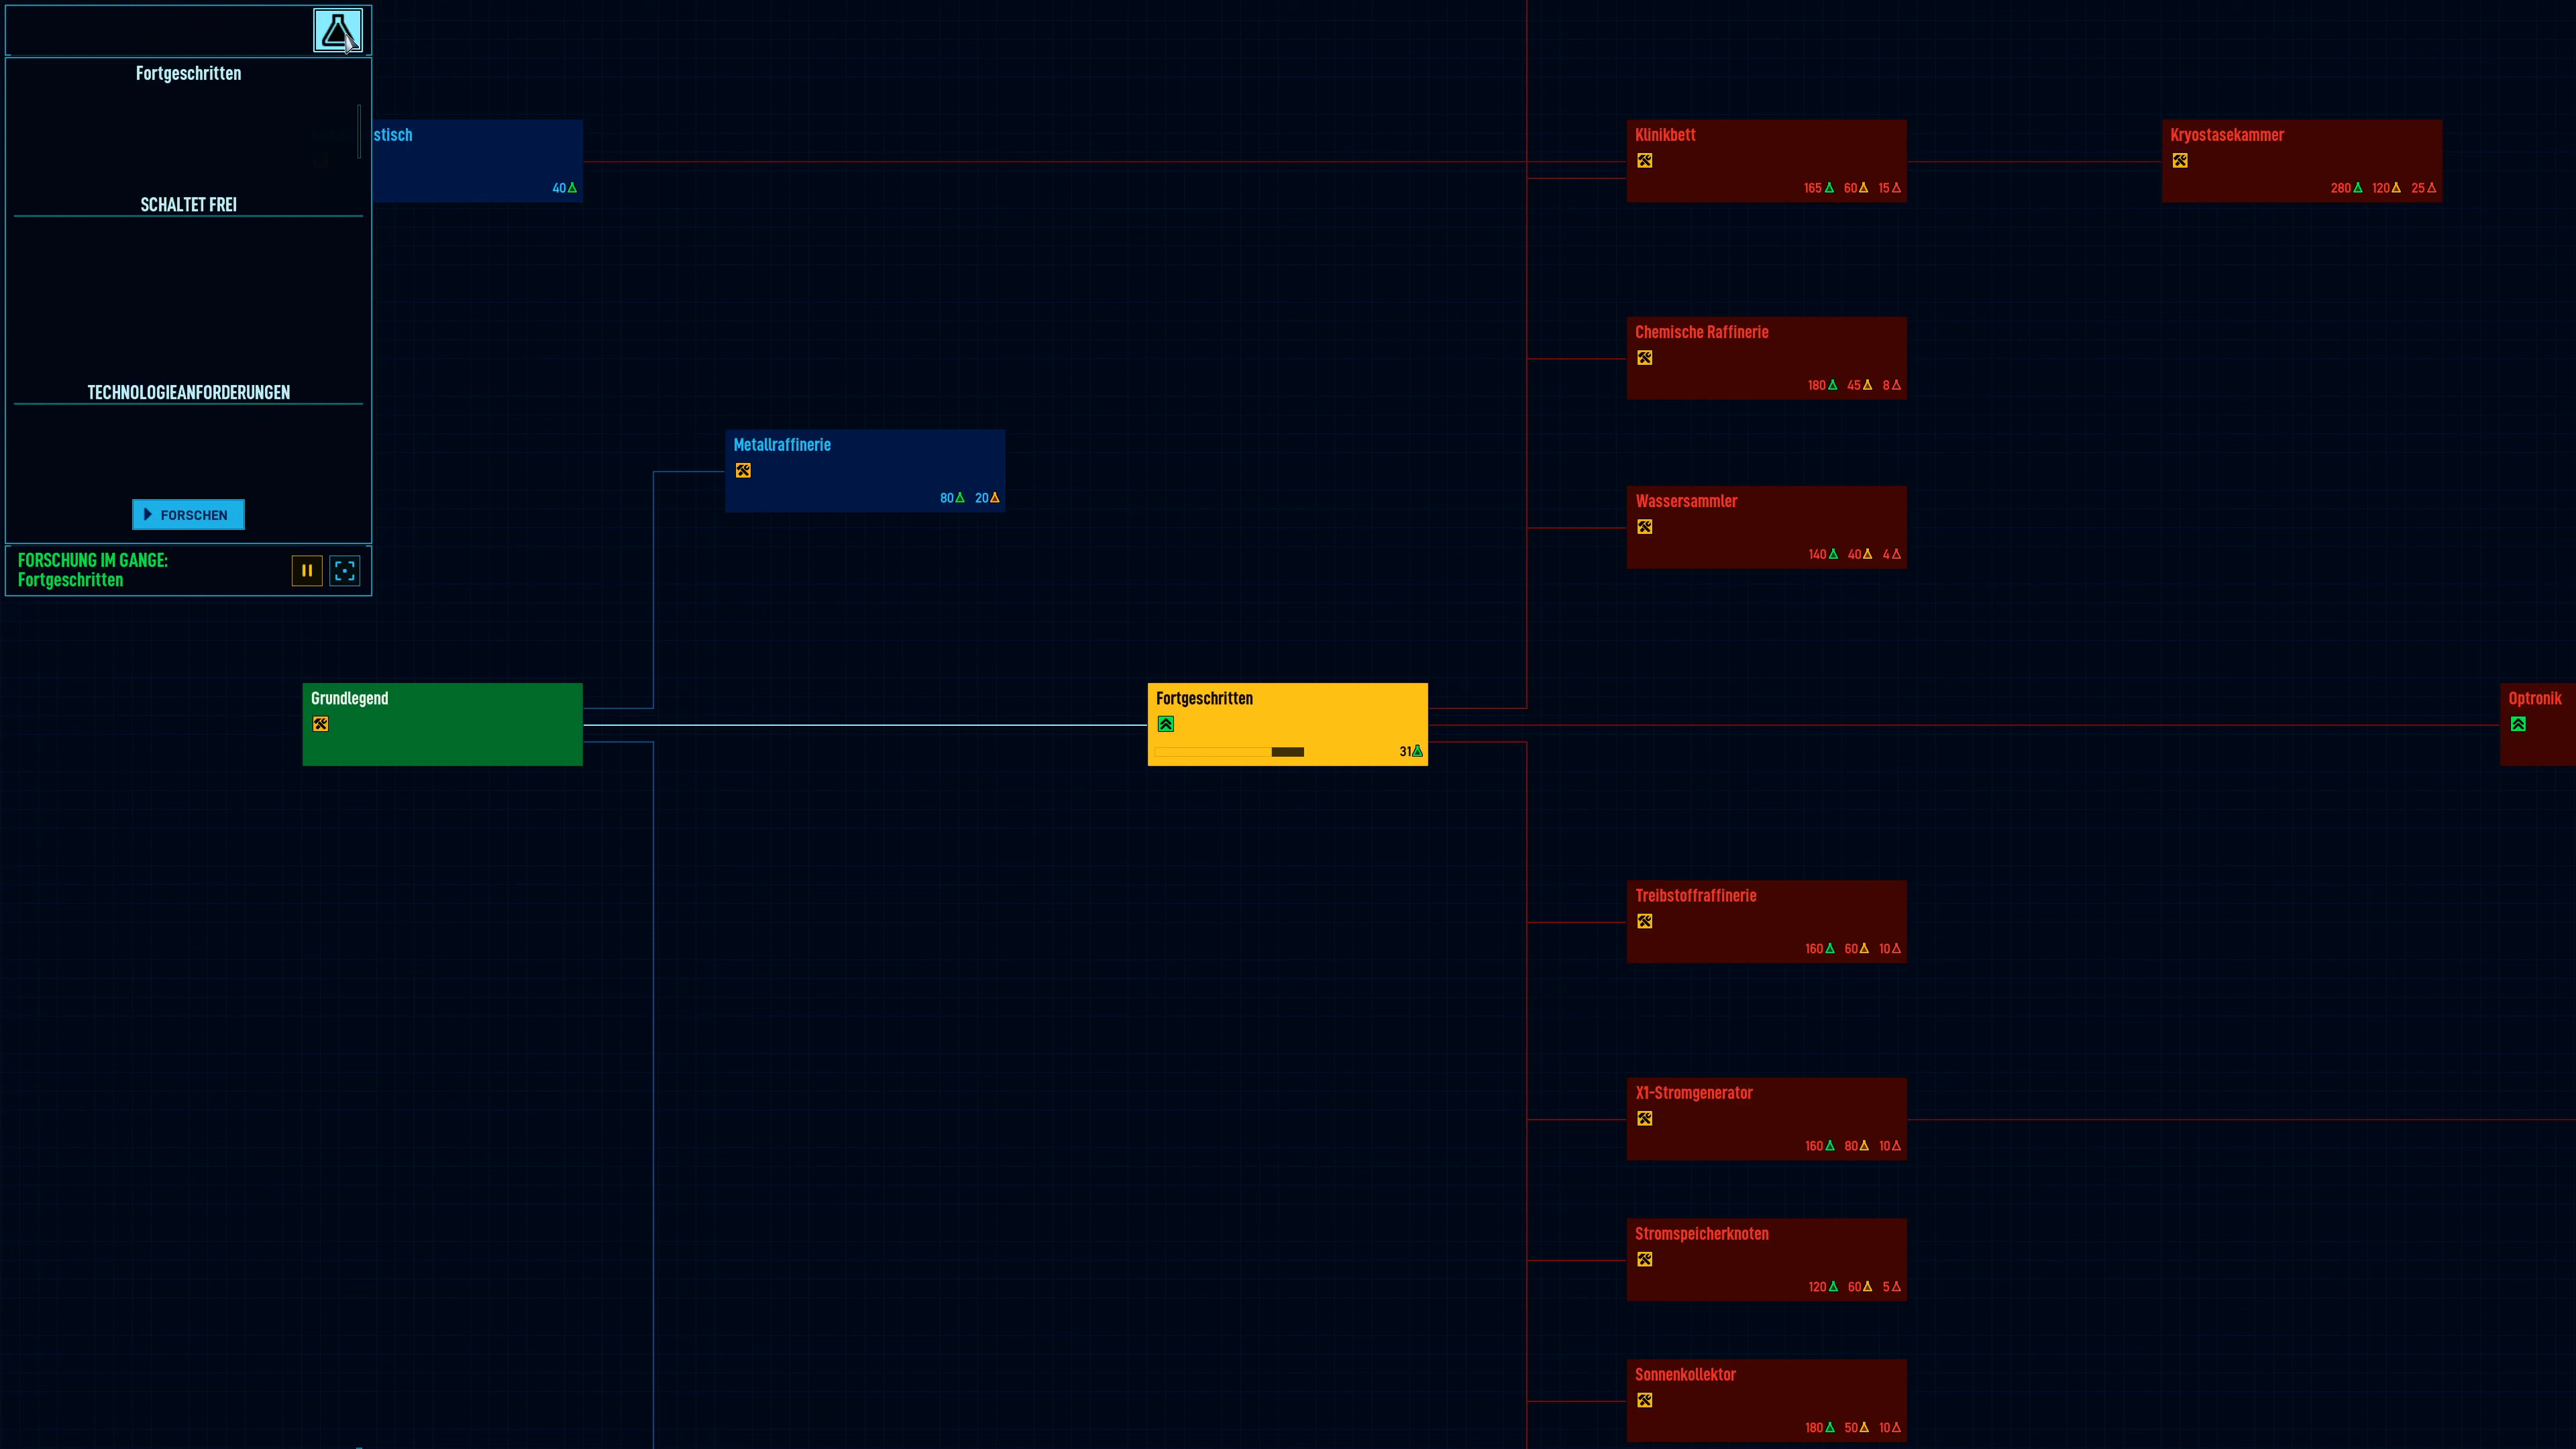 Fortgeschritten
SCHALTET FREI
TECHNOLOGIEANFORDERUNGEN
FORSCHEN
FORSCHUNG IM GANGE:
Fortgeschritten
stisch
40
Metallraffinerie
80 20
Grundlegend
Fortgeschritten
31
Klinikbett
165 60 15
Kryostasekammer
280 120 25
Chemische Raffinerie
180 45 8
Wassersammler
140 40 4
Optronik
Treibstoffraffinerie
160 60 10
X1-Stromgenerator
160 80 10
Stromspeicherknoten
120 60 5
Sonnenkollektor
180 50 10